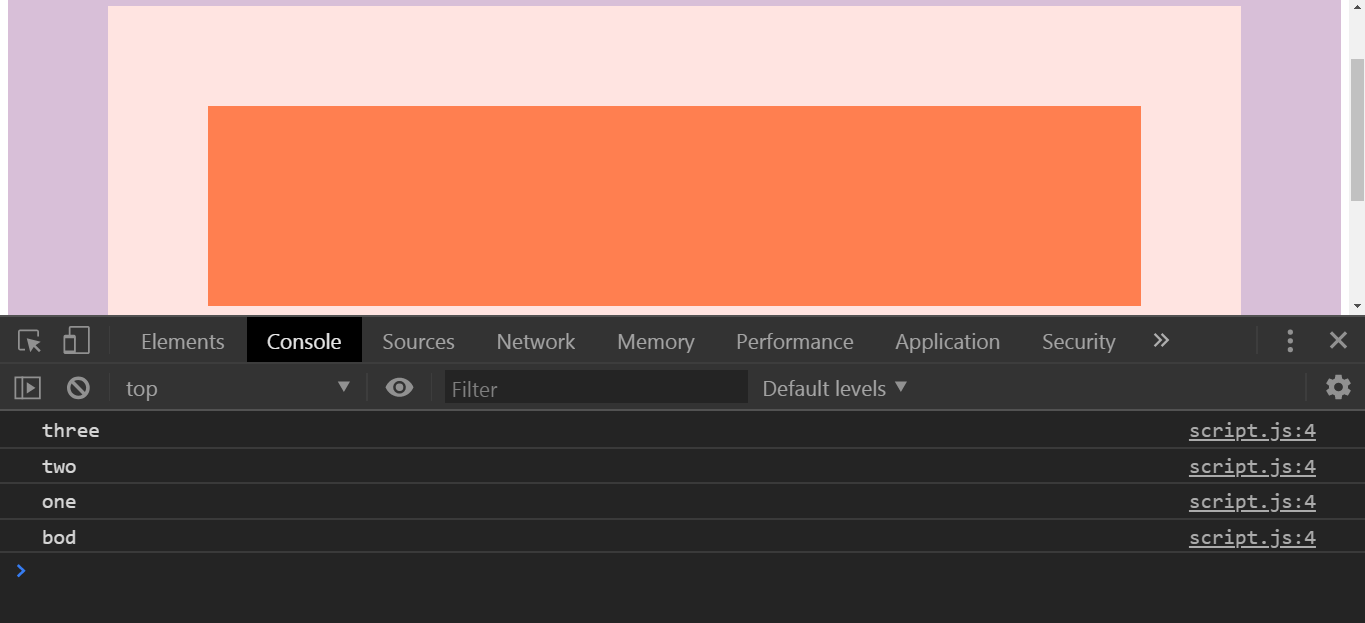 Elements Console Sources Network Memory Performance Application Security
top Filter Default levels
three script.js:4
two script.js:4
one script.js:4
bod script.js:4